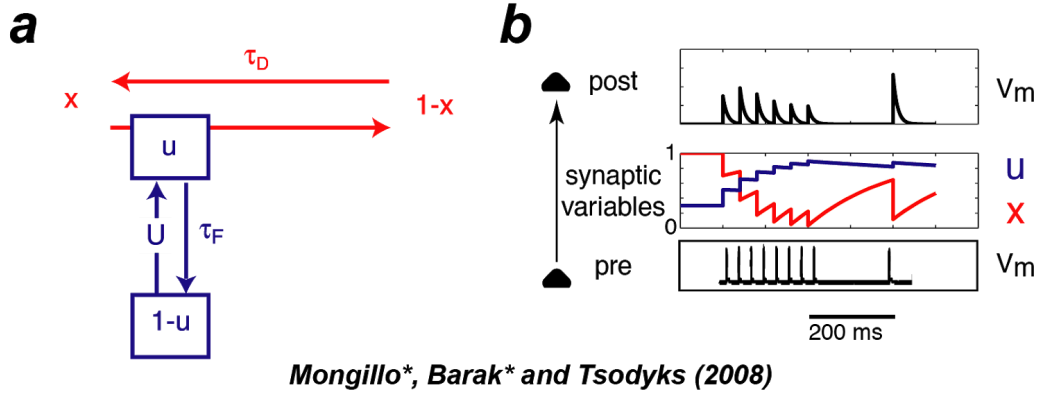 a
τD
x
1-x
u
U
τF
1-u
b
post
Vm
1
synaptic
variables
0
u
x
pre
Vm
200 ms
Mongillo*, Barak* and Tsodyks (2008)